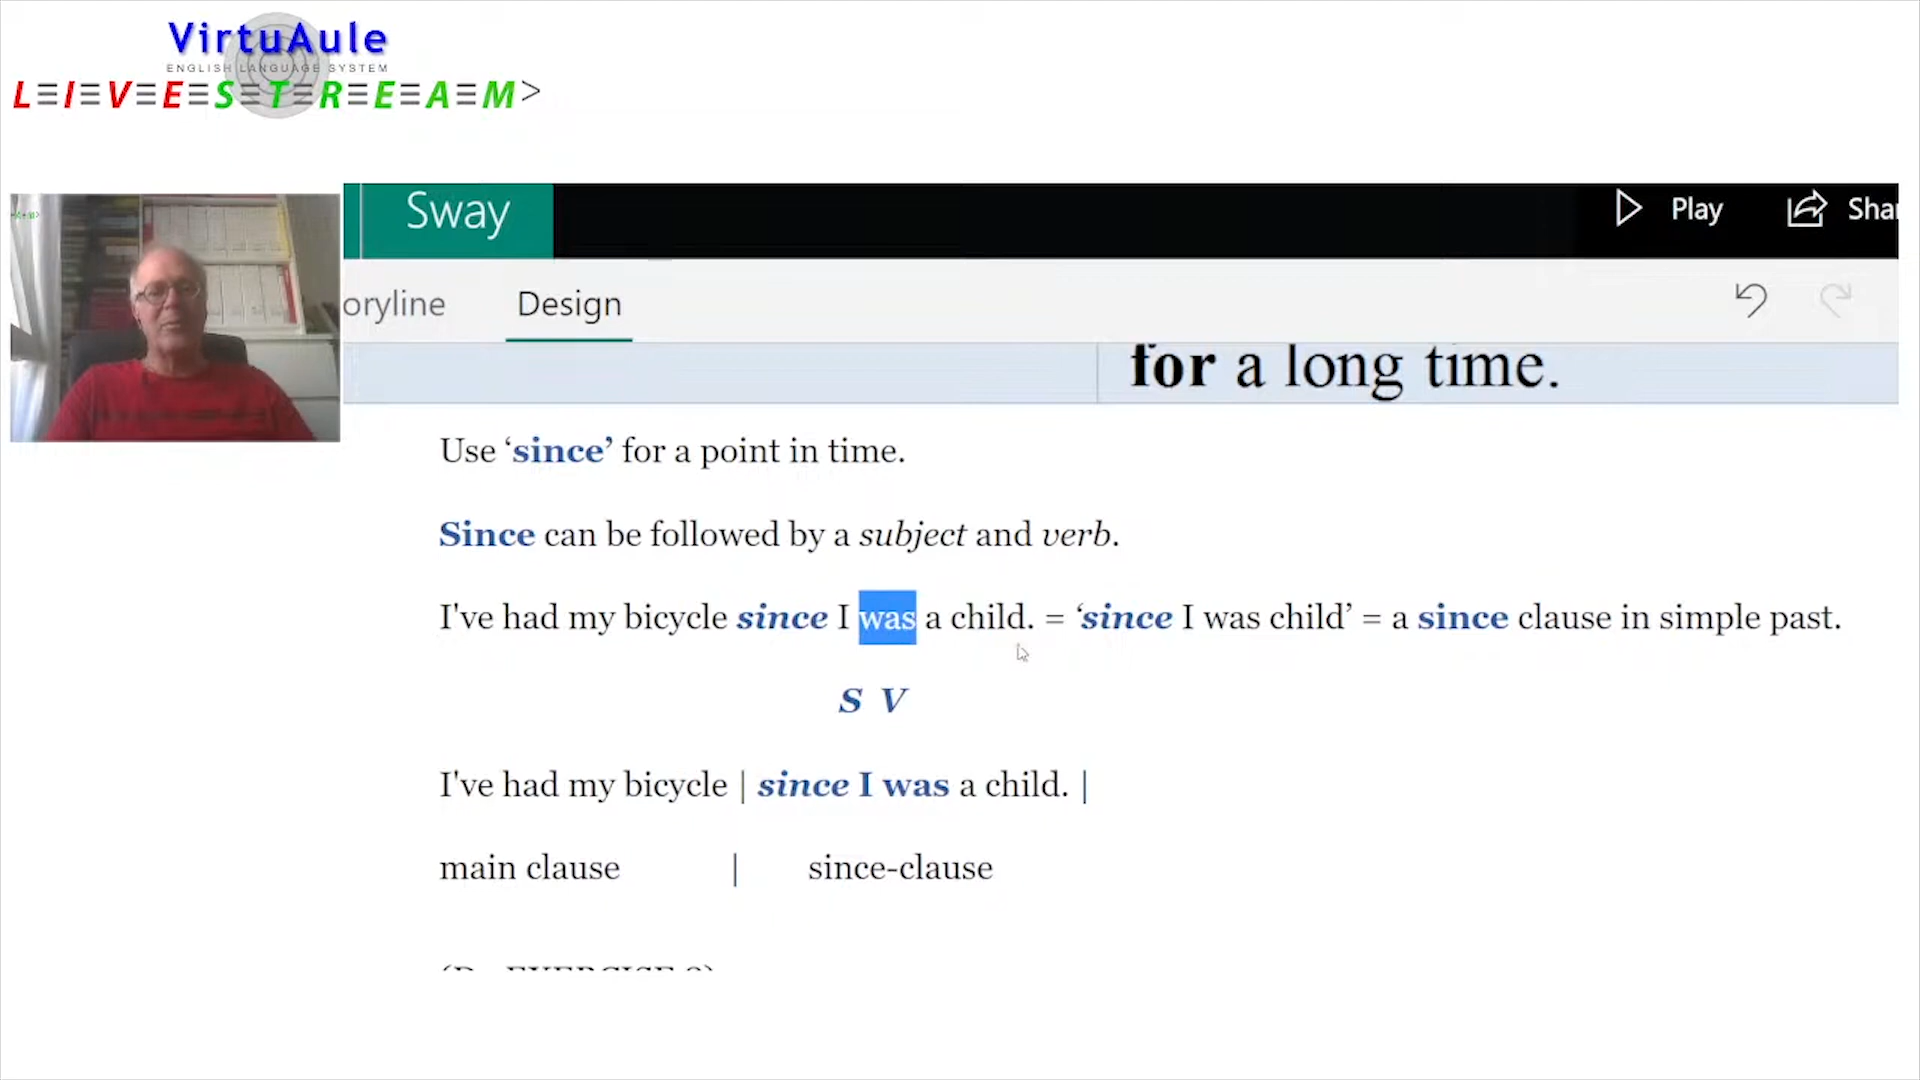 VirtuAule
ENGLISH LANGUAGE SYSTEM
L≡I≡V≡E≡S≡T≡R≡E≡A≡M>
Sway
Play
Shar
oryline
Design
for a long time.
Use ‘since’ for a point in time.
Since can be followed by a subject and verb.
I've had my bicycle since I was a child. = ‘since I was child’ = a since clause in simple past.
S V
I've had my bicycle | since I was a child. |
main clause | since-clause